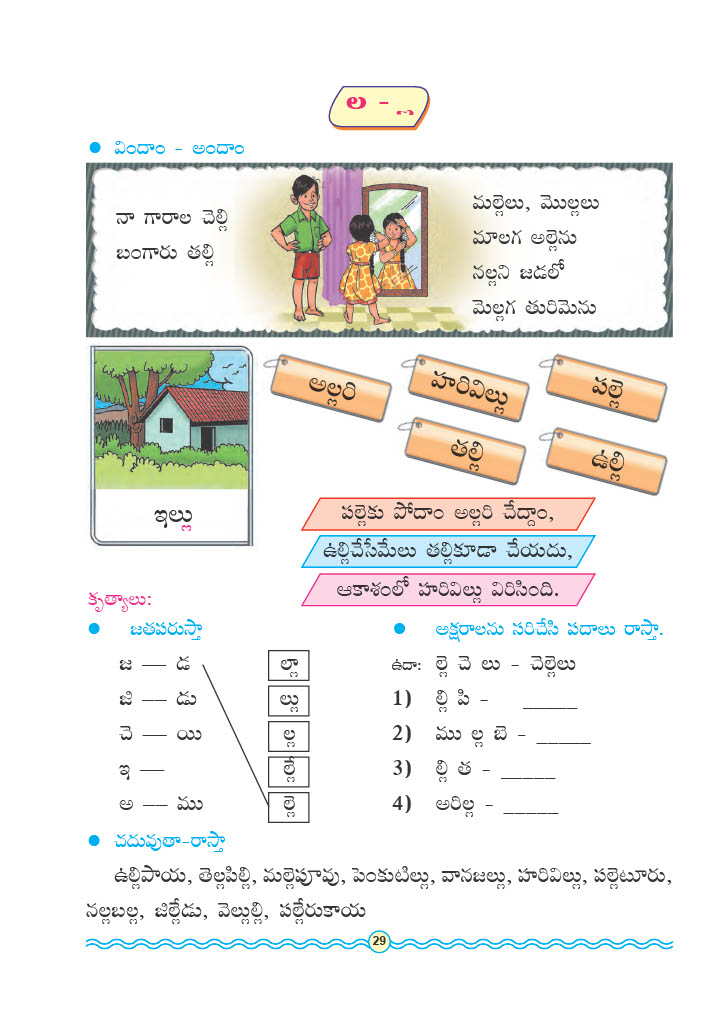 ల - ్ల
• విందాం - అందాం
నా గారాల చెల్లి
బంగారు తల్లి
మల్లెలు, మొల్లలు
మాలగ అల్లెను
నల్లని జడలో
మెల్లగ తురిమెను
అల్లరి
హరివిల్లు
పల్లె
తల్లి
ఉల్లి
ఇల్లు
పల్లెకు పోదాం అల్లరి చేద్దాం,
ఉల్లిచేసేమేలు తల్లికూడా చేయదు,
ఆకాశంలో హరివిల్లు విరిసింది.
కృత్యాలు:
• జతపరుస్తా
జ — డ ల్లా
జి — డు ల్లు
చె — యి ల్ల
ఇ — ల్లే
అ — ము ల్లె
• అక్షరాలను సరిచేసి పదాలు రాస్తా.
ఉదా: ల్లె చె లు - చెల్లెలు
1) ల్లి పి - _____
2) ము ల్ల బె - _____
3) ల్లి త - _____
4) అరిల్ల - _____
• చదువుతా-రాస్తా
ఉల్లిపాయ, తెల్లపిల్లి, మల్లెపూవు, పెంకుటిల్లు, వానజల్లు, హరివిల్లు, పల్లెటూరు,
నల్లబల్ల, జిల్లేడు, వెల్లుల్లి, పల్లేరుకాయ
29